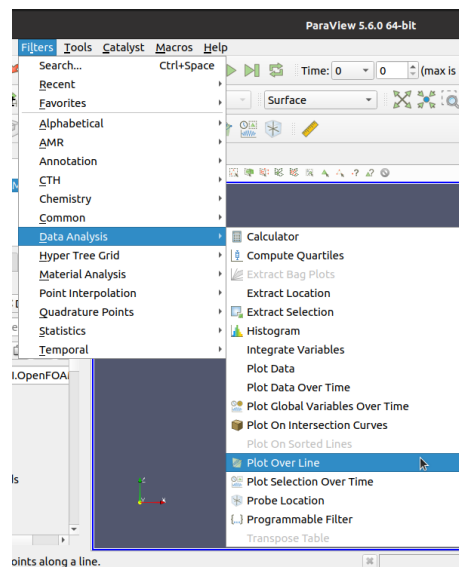 ParaView 5.6.0 64-bit
Filters Tools Catalyst Macros Help
Search... Ctrl+Space
Time: 0 0 (max is
Recent
Surface
Favorites
Alphabetical
AMR
Annotation
CTH
Chemistry
Common
Data Analysis
Calculator
Hyper Tree Grid
Compute Quartiles
Material Analysis
Extract Bag Plots
Point Interpolation
Extract Location
Quadrature Points
Extract Selection
Statistics
Histogram
Temporal
Integrate Variables
Plot Data
I.OpenFOA
Plot Data Over Time
Plot Global Variables Over Time
Plot On Intersection Curves
Plot On Sorted Lines
Plot Over Line
ds
Plot Selection Over Time
Probe Location
{...} Programmable Filter
Transpose Table
oints along a line.